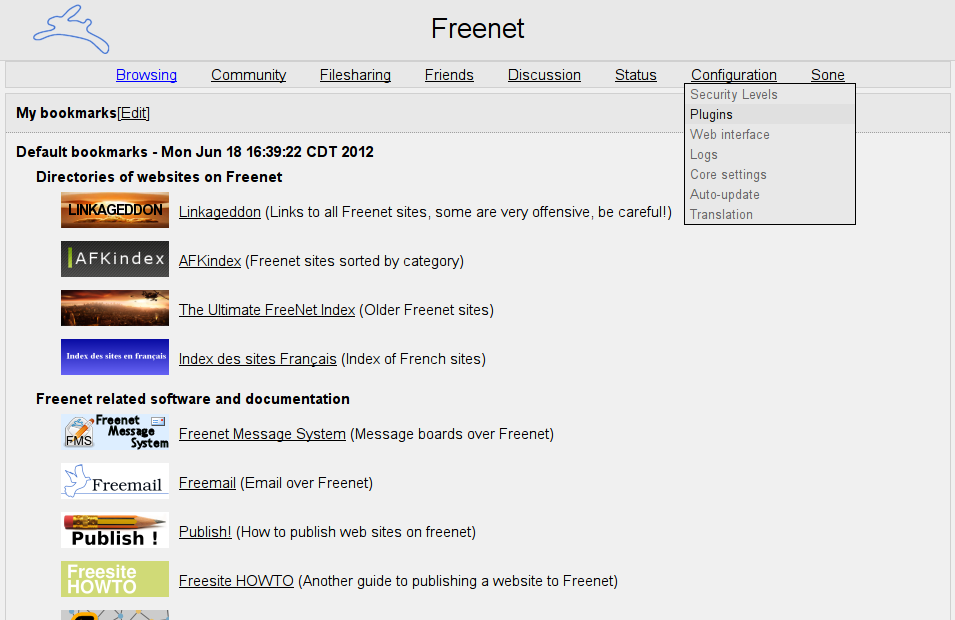 Freenet
Browsing Community Filesharing Friends Discussion Status Configuration Sone
Security Levels
Plugins
Web interface
Logs
Core settings
Auto-update
Translation
My bookmarks[Edit]
Default bookmarks - Mon Jun 18 16:39:22 CDT 2012
Directories of websites on Freenet
LINKAGEDDON Linkageddon (Links to all Freenet sites, some are very offensive, be careful!)
AFKindex AFKindex (Freenet sites sorted by category)
The Ultimate FreeNet Index (Older Freenet sites)
Index des sites en français Index des sites Français (Index of French sites)
Freenet related software and documentation
FMS Freenet
Message
System
Freenet Message System (Message boards over Freenet)
Freemail Freemail (Email over Freenet)
Publish ! Publish! (How to publish web sites on freenet)
Freesite
HOWTO
Freesite HOWTO (Another guide to publishing a website to Freenet)